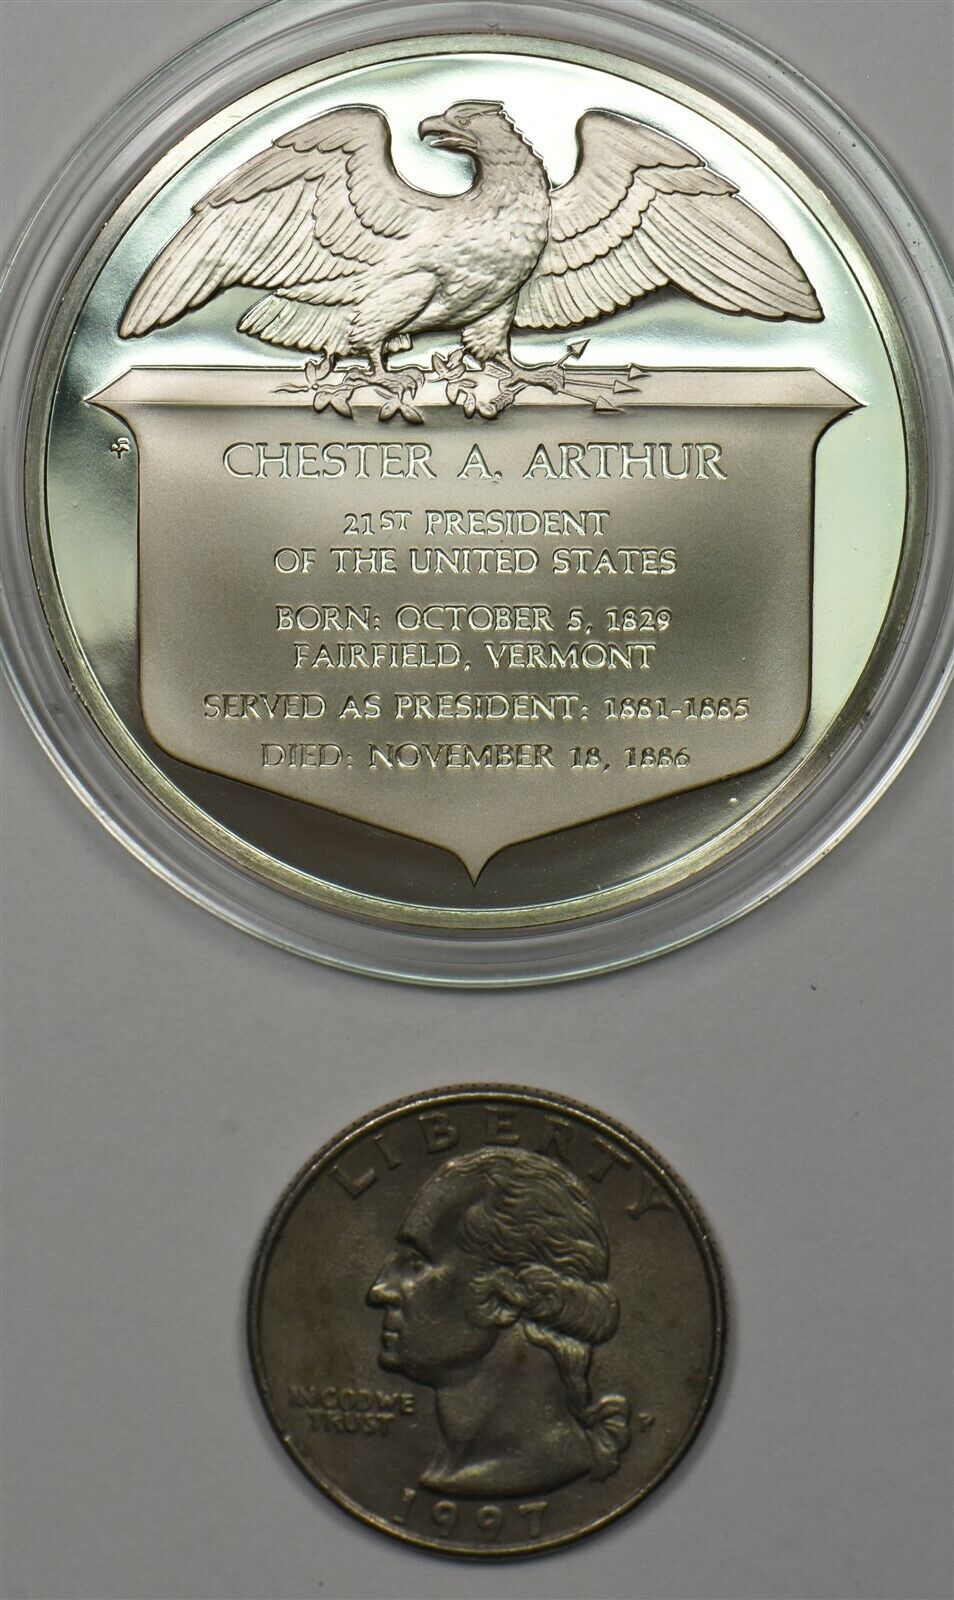 CHESTER A. ARTHUR
21ST PRESIDENT
OF THE UNITED STATES
BORN: OCTOBER 5, 1829
FAIRFIELD, VERMONT
SERVED AS PRESIDENT: 1881-1885
DIED: NOVEMBER 18, 1886
LIBERTY
IN GOD WE
TRUST
P
1997